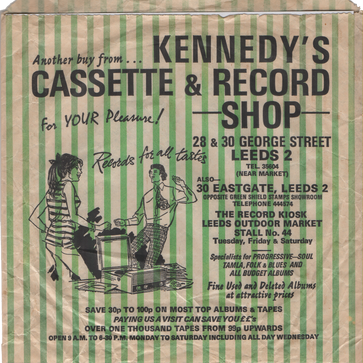 Another buy from...
KENNEDY'S
CASSETTE & RECORD
—SHOP—
For YOUR Pleasure!
28 & 30 GEORGE STREET
LEEDS 2
TEL. 35604
(NEAR MARKET)
Records for all tastes
ALSO—
30 EASTGATE, LEEDS 2
OPPOSITE GREEN SHIELD STAMPS SHOWROOM
TELEPHONE 444574
THE RECORD KIOSK
LEEDS OUTDOOR MARKET
STALL No. 44
Tuesday, Friday & Saturday
Specialists for PROGRESSIVE—SOUL
TAMLA, FOLK & BLUES AND
ALL BUDGET ALBUMS
Fine Used and Deleted Albums
at attractive prices
SAVE 30p TO 100p ON MOST TOP ALBUMS & TAPES
PAYING US A VISIT CAN SAVE YOU ££'s
OVER ONE THOUSAND TAPES FROM 99p UPWARDS
OPEN 9 A.M. TO 6-30 P.M. MONDAY TO SATURDAY INCLUDING ALL DAY WEDNESDAY